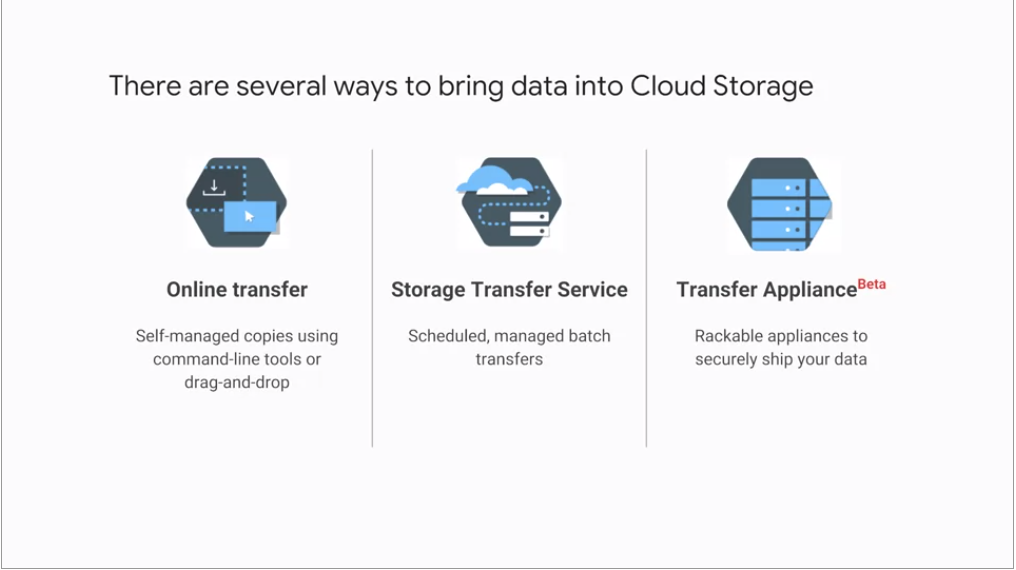 There are several ways to bring data into Cloud Storage
Online transfer
Self-managed copies using
command-line tools or
drag-and-drop
Storage Transfer Service
Scheduled, managed batch
transfers
Transfer Appliance Beta
Rackable appliances to
securely ship your data